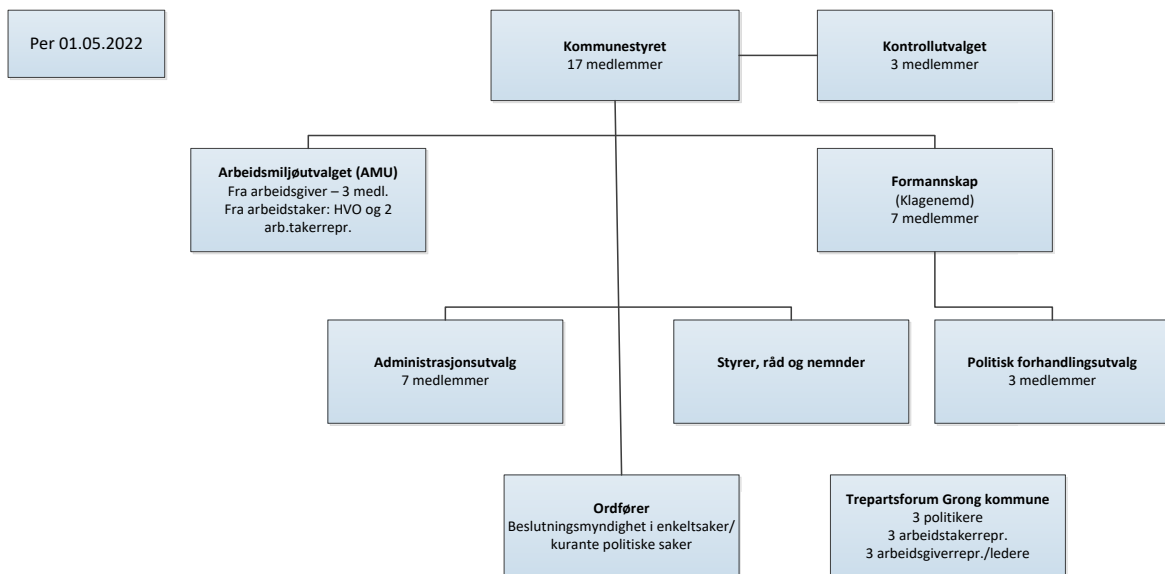 Per 01.05.2022
Kommunestyret
17 medlemmer
Kontrollutvalget
3 medlemmer
Arbeidsmiljøutvalget (AMU)
Fra arbeidsgiver – 3 medl.
Fra arbeidstaker: HVO og 2
arb.takerrepr.
Formannskap
(Klagenemd)
7 medlemmer
Administrasjonsutvalg
7 medlemmer
Styrer, råd og nemnder
Politisk forhandlingsutvalg
3 medlemmer
Ordfører
Beslutningsmyndighet i enkeltsaker/
kurante politiske saker
Trepartsforum Grong kommune
3 politikere
3 arbeidstakerrepr.
3 arbeidsgiverrepr./ledere